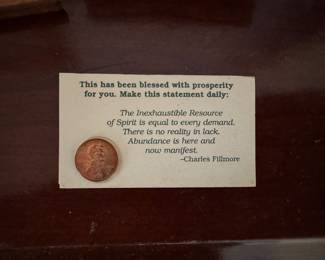 This has been blessed with prosperity
for you. Make this statement daily:
The Inexhaustible Resource
of Spirit is equal to every demand.
There is no reality in lack.
Abundance is here and
now manifest.
–Charles Fillmore